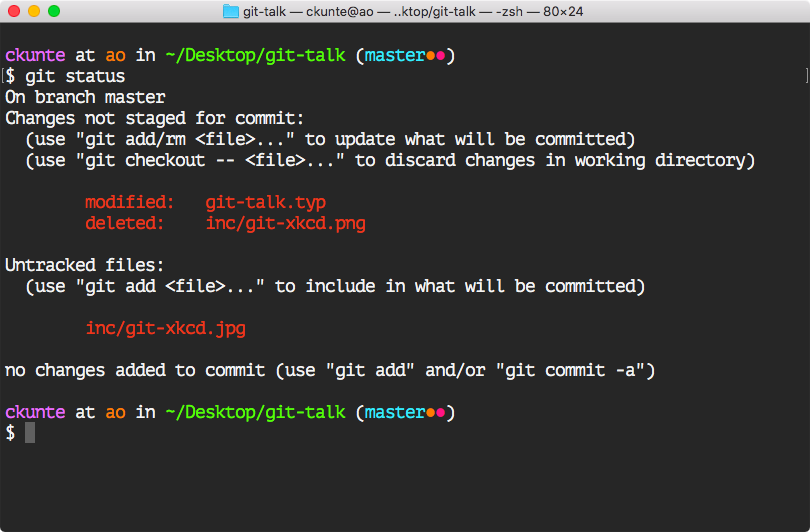 git-talk — ckunte@ao — ..ktop/git-talk — -zsh — 80×24
ckunte at ao in ~/Desktop/git-talk (master●●)
$ git status
On branch master
Changes not staged for commit:
  (use "git add/rm <file>..." to update what will be committed)
  (use "git checkout -- <file>..." to discard changes in working directory)
        modified:   git-talk.typ
        deleted:    inc/git-xkcd.png
Untracked files:
  (use "git add <file>..." to include in what will be committed)
        inc/git-xkcd.jpg
no changes added to commit (use "git add" and/or "git commit -a")
ckunte at ao in ~/Desktop/git-talk (master●●)
$